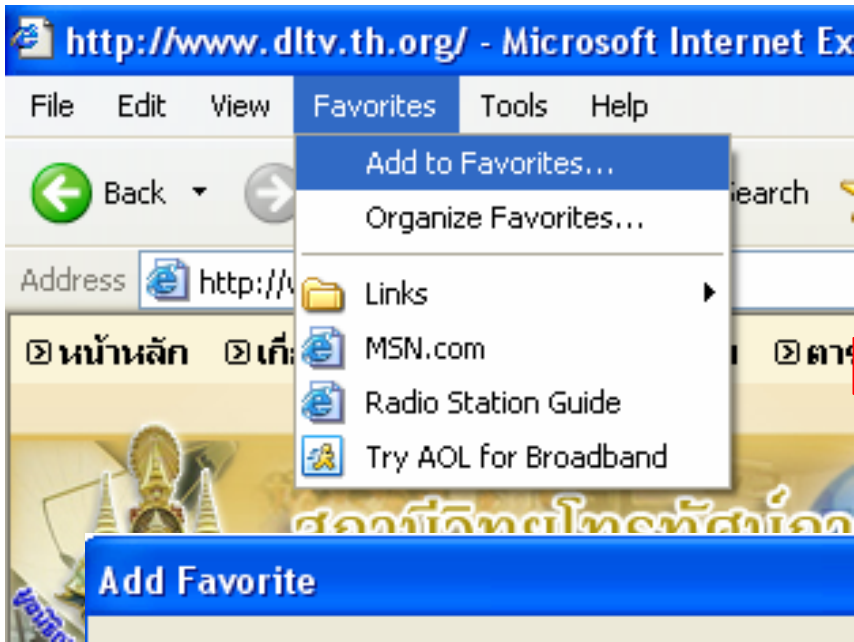 http://www.dltv.th.org/ - Microsoft Internet Ex
File Edit View Favorites Tools Help
Add to Favorites...
Back
Organize Favorites...
Address http://
Links
หน้าหลัก
MSN.com
Radio Station Guide
Try AOL for Broadband
Add Favorite